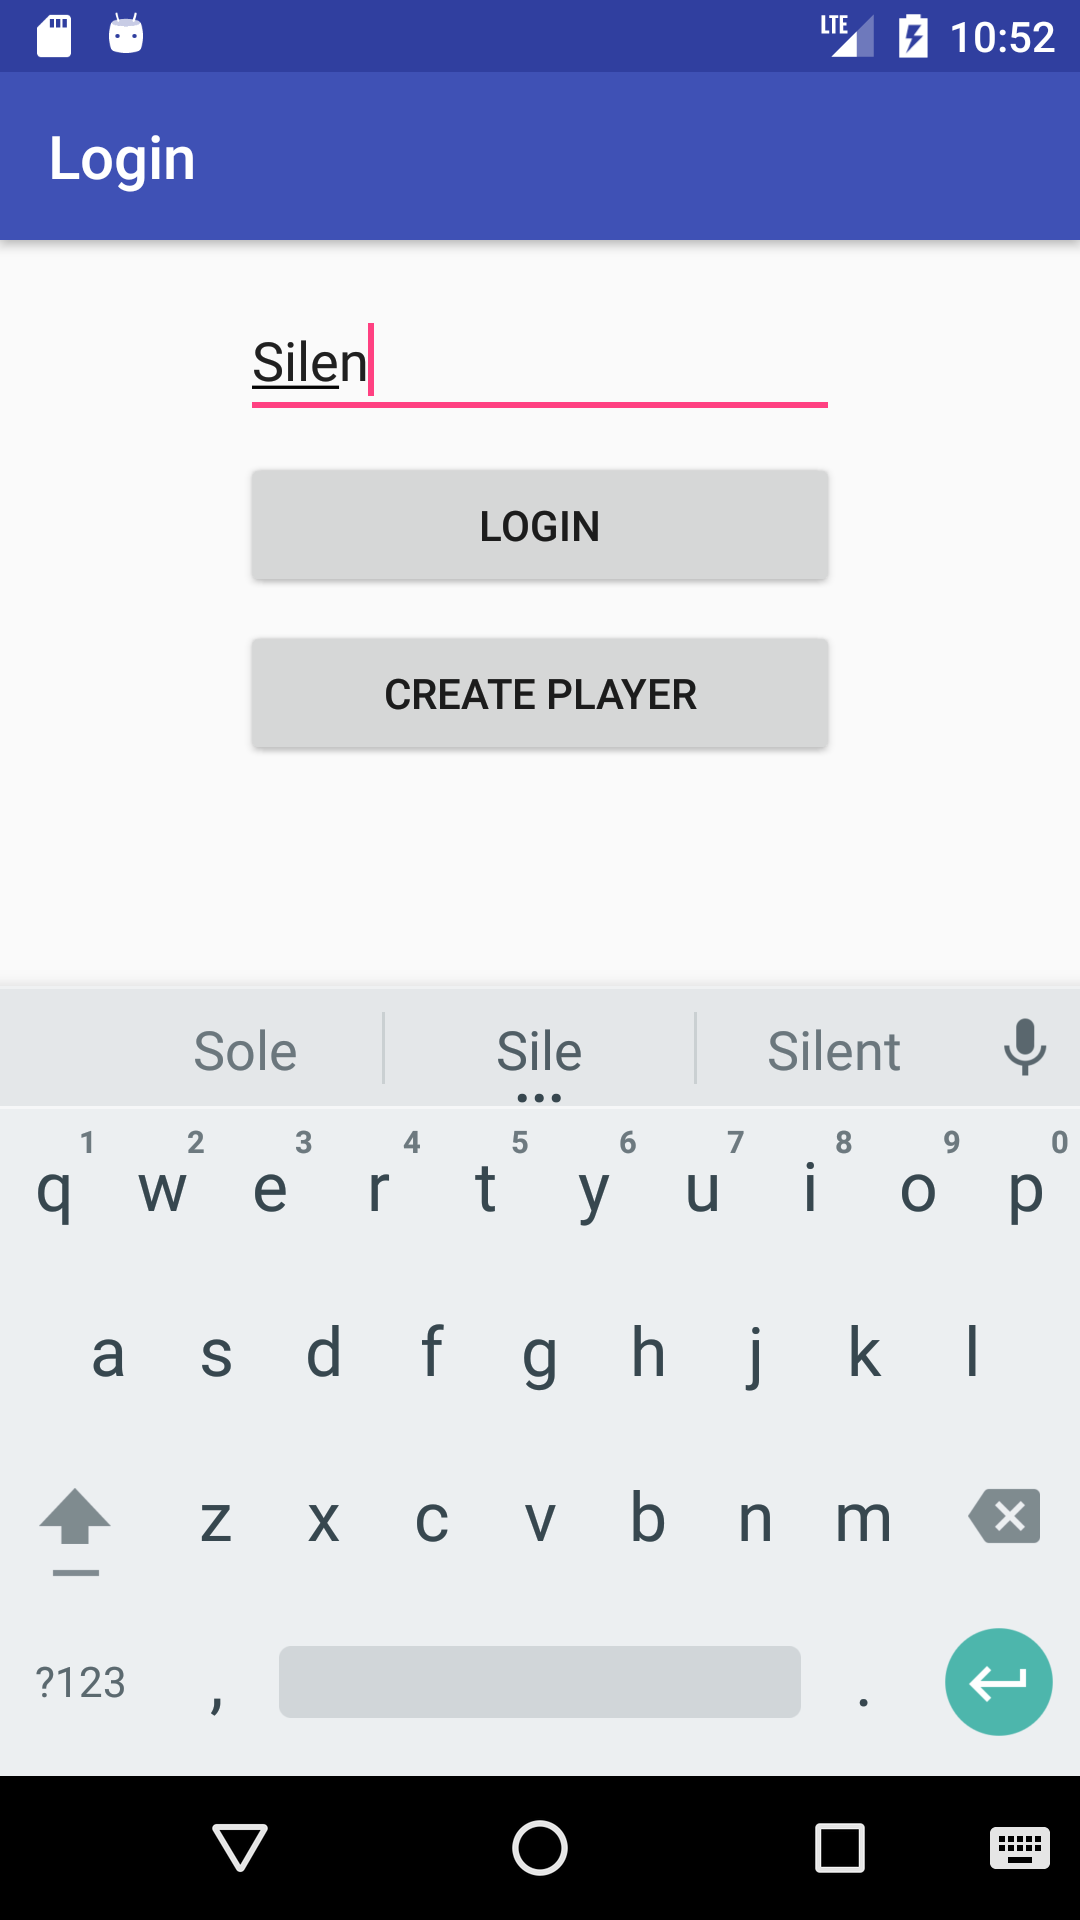 LTE 10:52
Login
Silen
LOGIN
CREATE PLAYER
Sole Sile Silent
1 2 3 4 5 6 7 8 9 0
q w e r t y u i o p
a s d f g h j k l
z x c v b n m
?123 , .